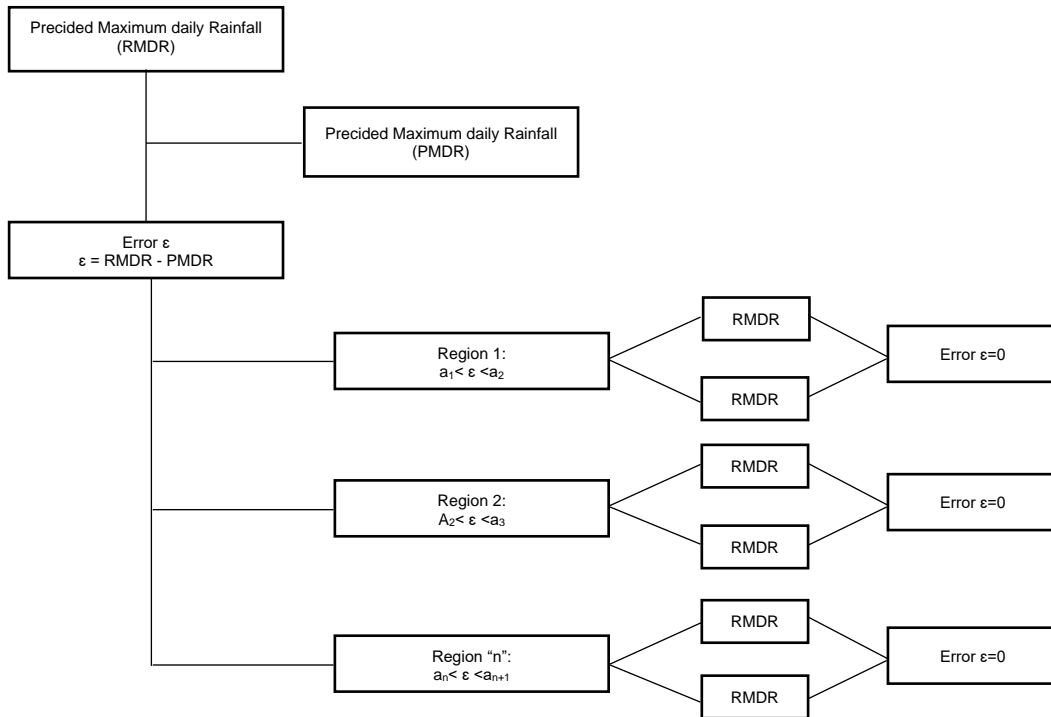 Precided Maximum daily Rainfall
(RMDR)
Precided Maximum daily Rainfall
(PMDR)
Error ε
ε = RMDR - PMDR
Region 1:
a₁< ε <a₂
RMDR
RMDR
Error ε=0
Region 2:
A₂< ε <a₃
RMDR
RMDR
Error ε=0
Region “n”:
aₙ< ε <aₙ₊₁
RMDR
RMDR
Error ε=0